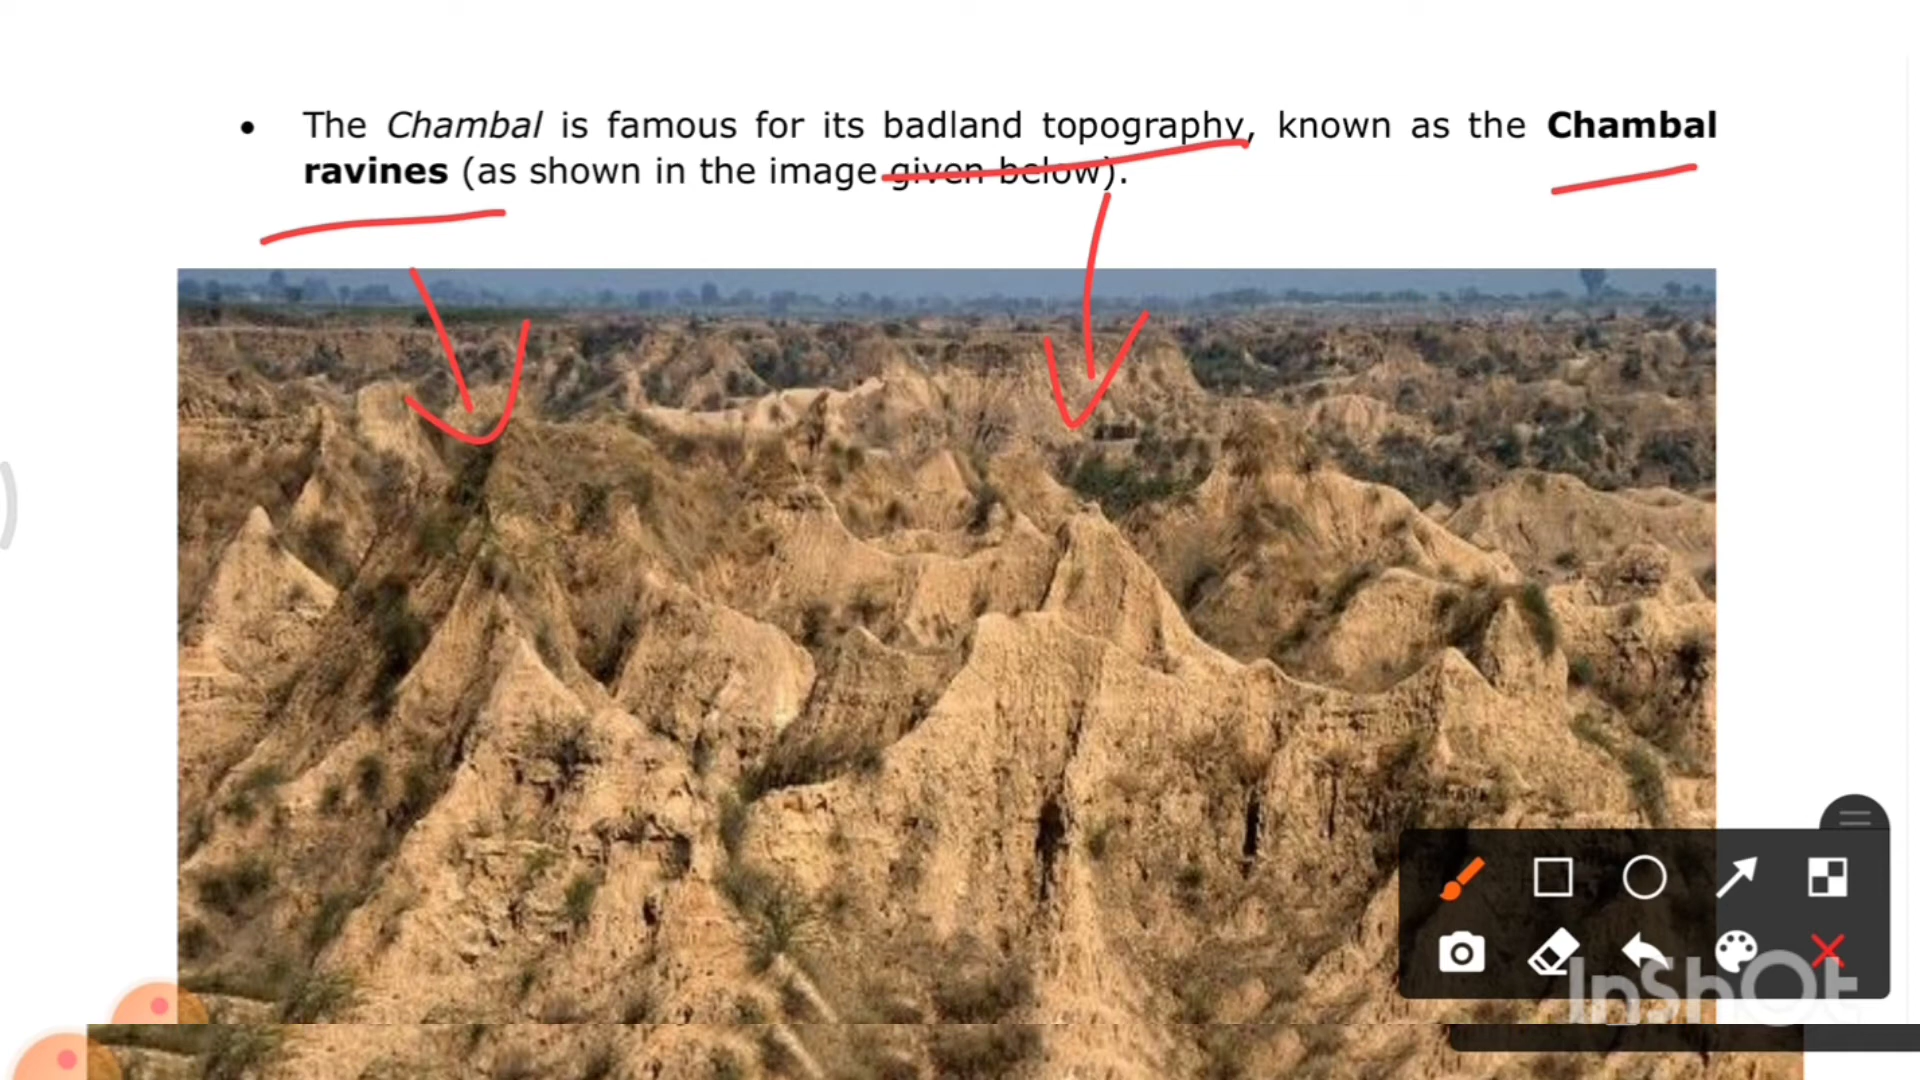 • The Chambal is famous for its badland topography, known as the Chambal
ravines (as shown in the image given below).
InShOt